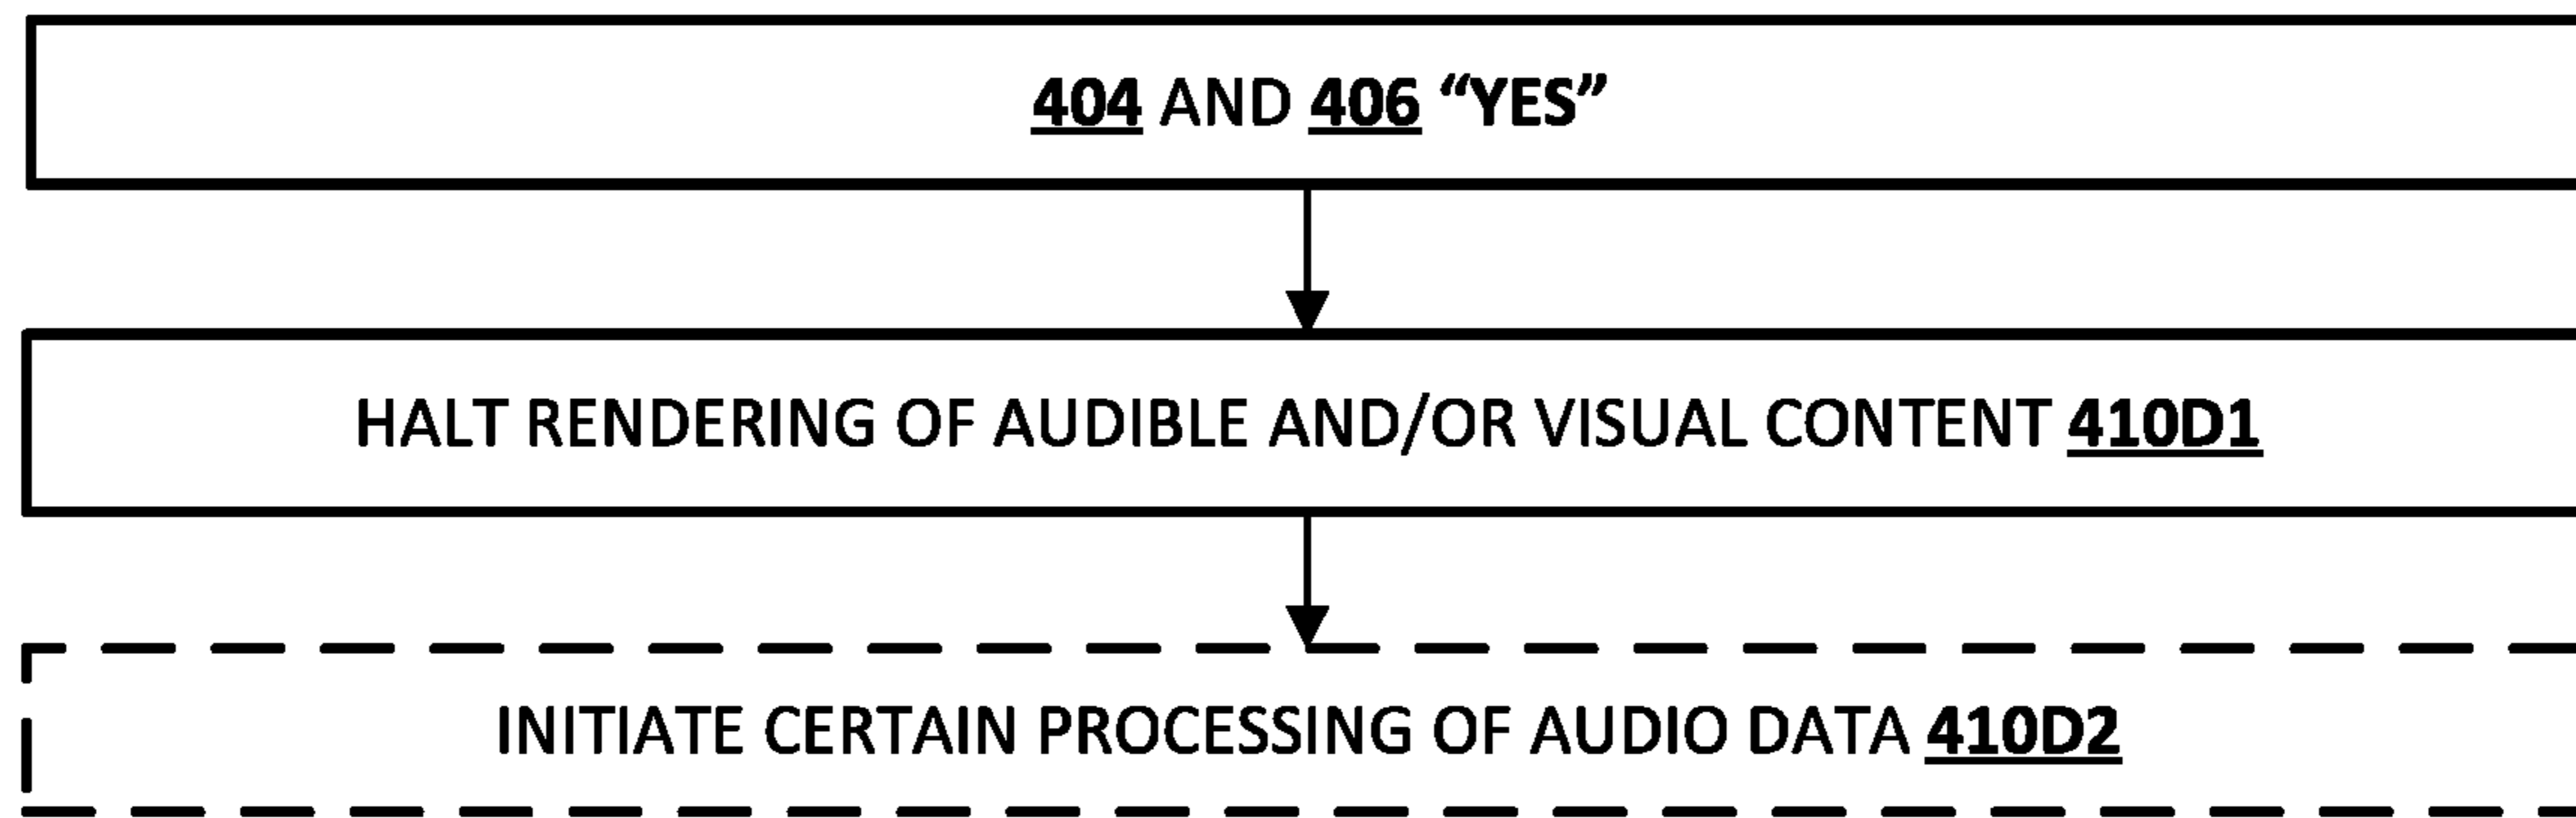 404 AND 406 “YES”
HALT RENDERING OF AUDIBLE AND/OR VISUAL CONTENT 410D1
INITIATE CERTAIN PROCESSING OF AUDIO DATA 410D2